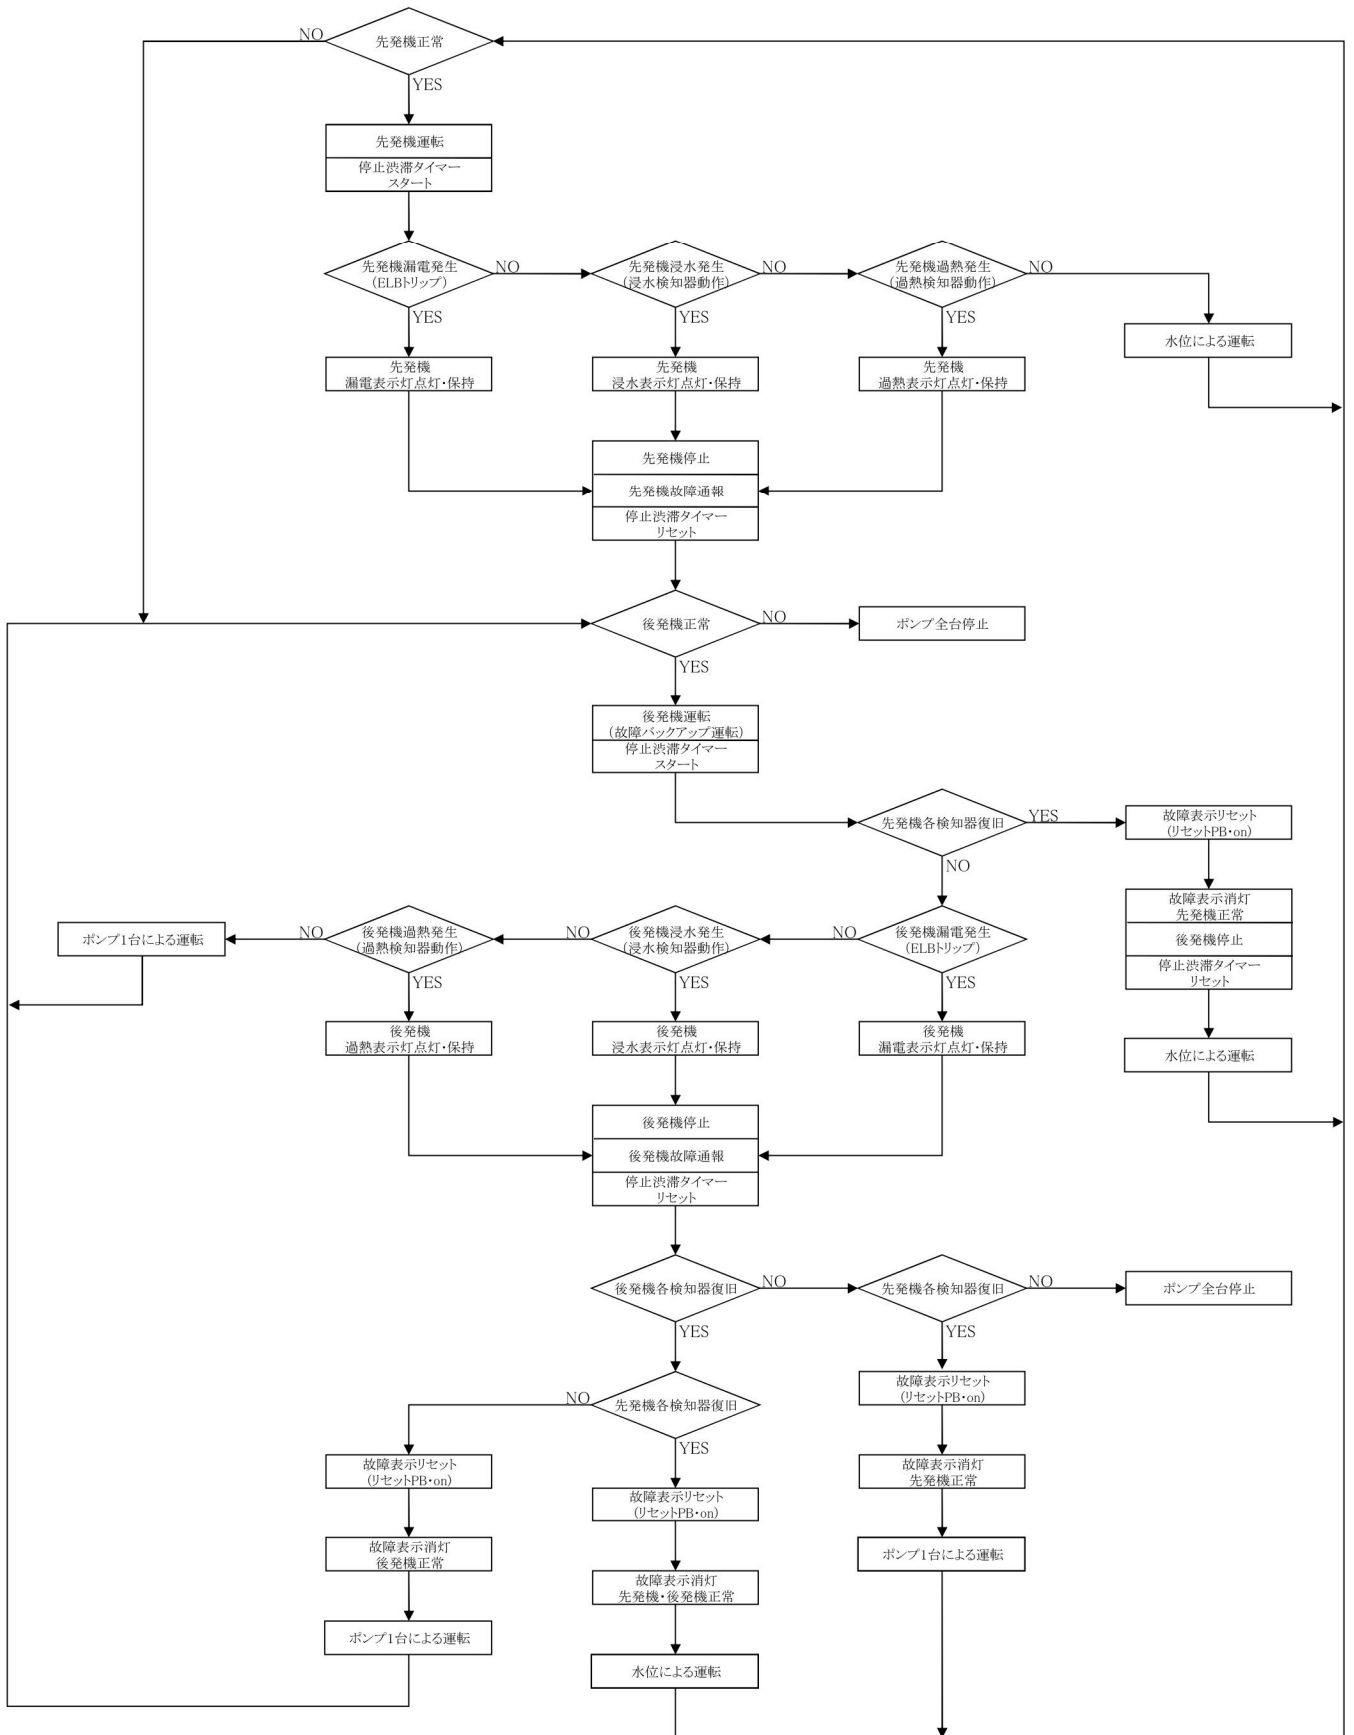 NO
先発機正常
YES
先発機運転
停止渋滞タイマー
スタート
先発機漏電発生
(ELBトリップ)
NO
先発機浸水発生
(浸水検知器動作)
NO
先発機過熱発生
(過熱検知器動作)
NO
YES
YES
YES
水位による運転
先発機
漏電表示灯点灯・保持
先発機
浸水表示灯点灯・保持
先発機
過熱表示灯点灯・保持
先発機停止
先発機故障通報
停止渋滞タイマー
リセット
後発機正常
NO
ポンプ全台停止
YES
後発機運転
(故障バックアップ運転)
停止渋滞タイマー
スタート
先発機各検知器復旧
YES
故障表示リセット
(リセットPB・on)
NO
故障表示消灯
先発機正常
後発機停止
停止渋滞タイマー
リセット
ポンプ1台による運転
NO
後発機過熱発生
(過熱検知器動作)
NO
後発機浸水発生
(浸水検知器動作)
NO
後発機漏電発生
(ELBトリップ)
YES
YES
YES
後発機
過熱表示灯点灯・保持
後発機
浸水表示灯点灯・保持
後発機
漏電表示灯点灯・保持
水位による運転
後発機停止
後発機故障通報
停止渋滞タイマー
リセット
後発機各検知器復旧
NO
先発機各検知器復旧
NO
ポンプ全台停止
YES
YES
NO
先発機各検知器復旧
故障表示リセット
(リセットPB・on)
YES
故障表示リセット
(リセットPB・on)
故障表示消灯
先発機正常
故障表示リセット
(リセットPB・on)
故障表示消灯
後発機正常
ポンプ1台による運転
故障表示消灯
先発機・後発機正常
ポンプ1台による運転
水位による運転